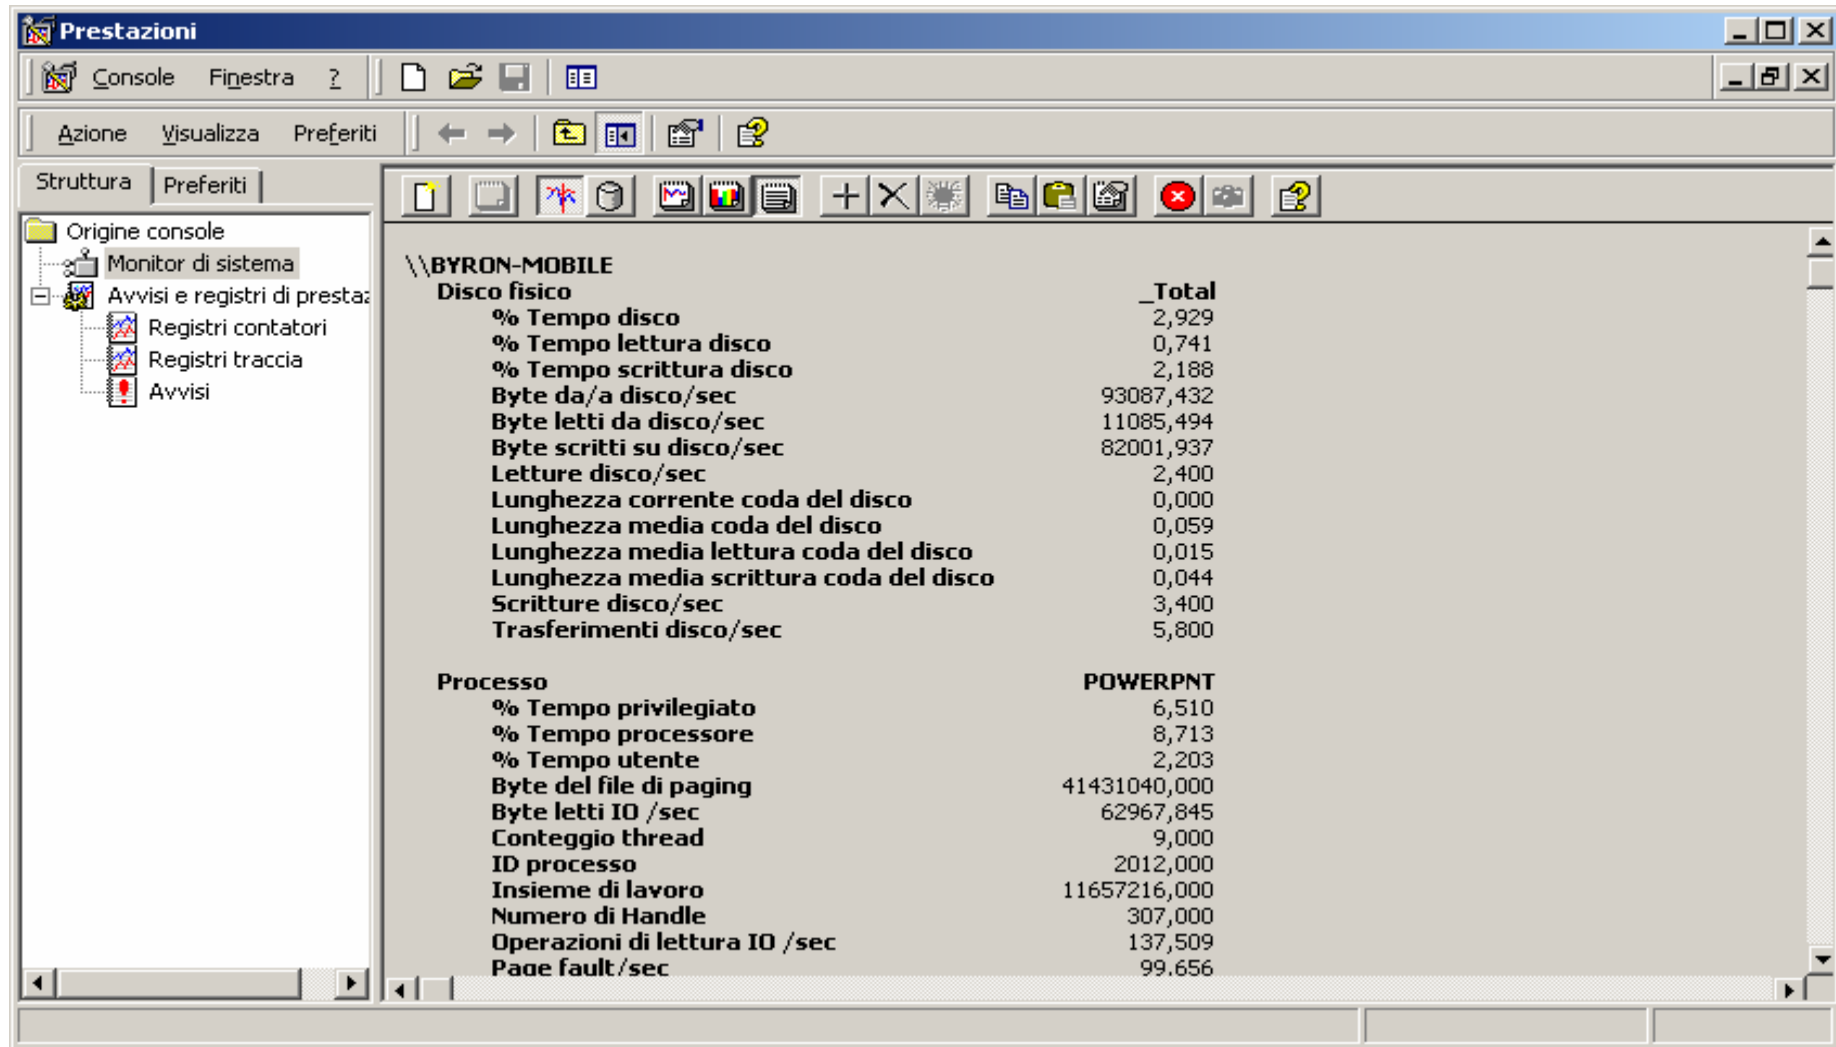 Prestazioni
Console Finestra ?
Azione Visualizza Preferiti
Struttura Preferiti
Origine console
Monitor di sistema
Avvisi e registri di prestaz
Registri contatori
Registri traccia
Avvisi
\\BYRON-MOBILE
Disco fisico _Total
% Tempo disco 2,929
% Tempo lettura disco 0,741
% Tempo scrittura disco 2,188
Byte da/a disco/sec 93087,432
Byte letti da disco/sec 11085,494
Byte scritti su disco/sec 82001,937
Letture disco/sec 2,400
Lunghezza corrente coda del disco 0,000
Lunghezza media coda del disco 0,059
Lunghezza media lettura coda del disco 0,015
Lunghezza media scrittura coda del disco 0,044
Scritture disco/sec 3,400
Trasferimenti disco/sec 5,800
Processo POWERPNT
% Tempo privilegiato 6,510
% Tempo processore 8,713
% Tempo utente 2,203
Byte del file di paging 41431040,000
Byte letti IO /sec 62967,845
Conteggio thread 9,000
ID processo 2012,000
Insieme di lavoro 11657216,000
Numero di Handle 307,000
Operazioni di lettura IO /sec 137,509
Page fault/sec 99,656